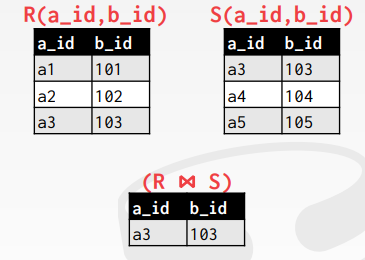 R(a_id,b_id) S(a_id,b_id)
a_id b_id a_id b_id
a1 101 a3 103
a2 102 a4 104
a3 103 a5 105
(R ⋈ S)
a_id b_id
a3 103